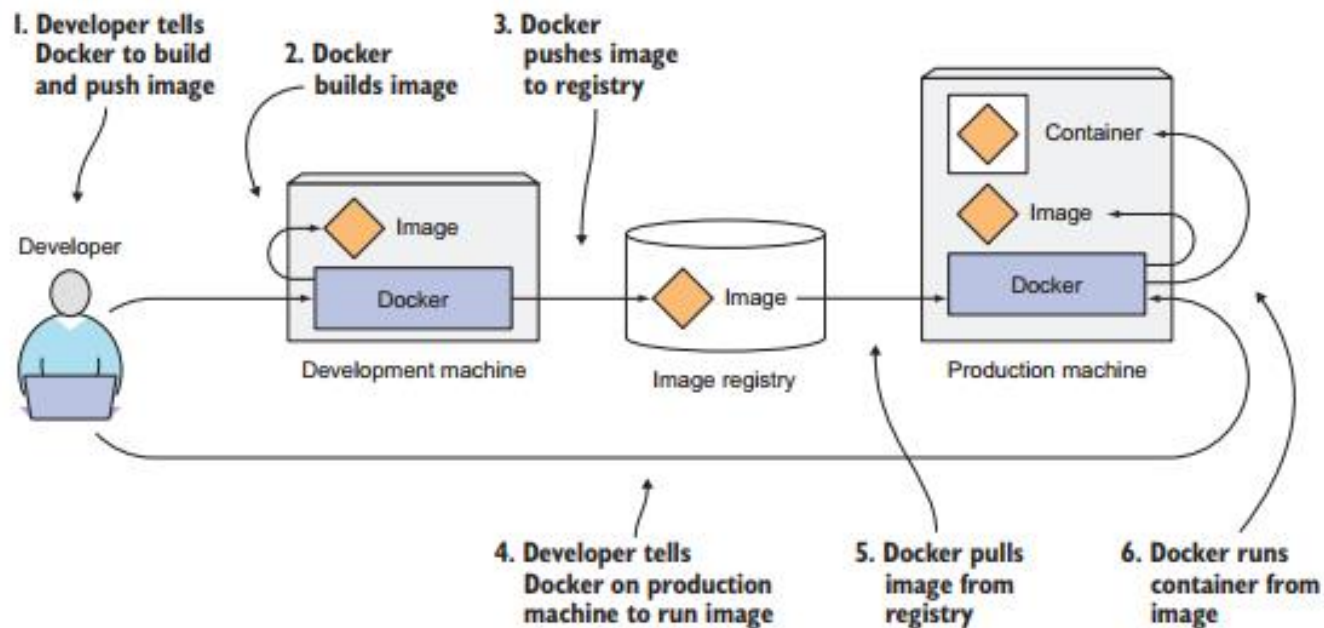 1. Developer tells
Docker to build
and push image
2. Docker
builds image
3. Docker
pushes image
to registry
Container
Image
Docker
Production machine
Developer
Image
Docker
Development machine
Image
Image registry
4. Developer tells
Docker on production
machine to run image
5. Docker pulls
image from
registry
6. Docker runs
container from
image